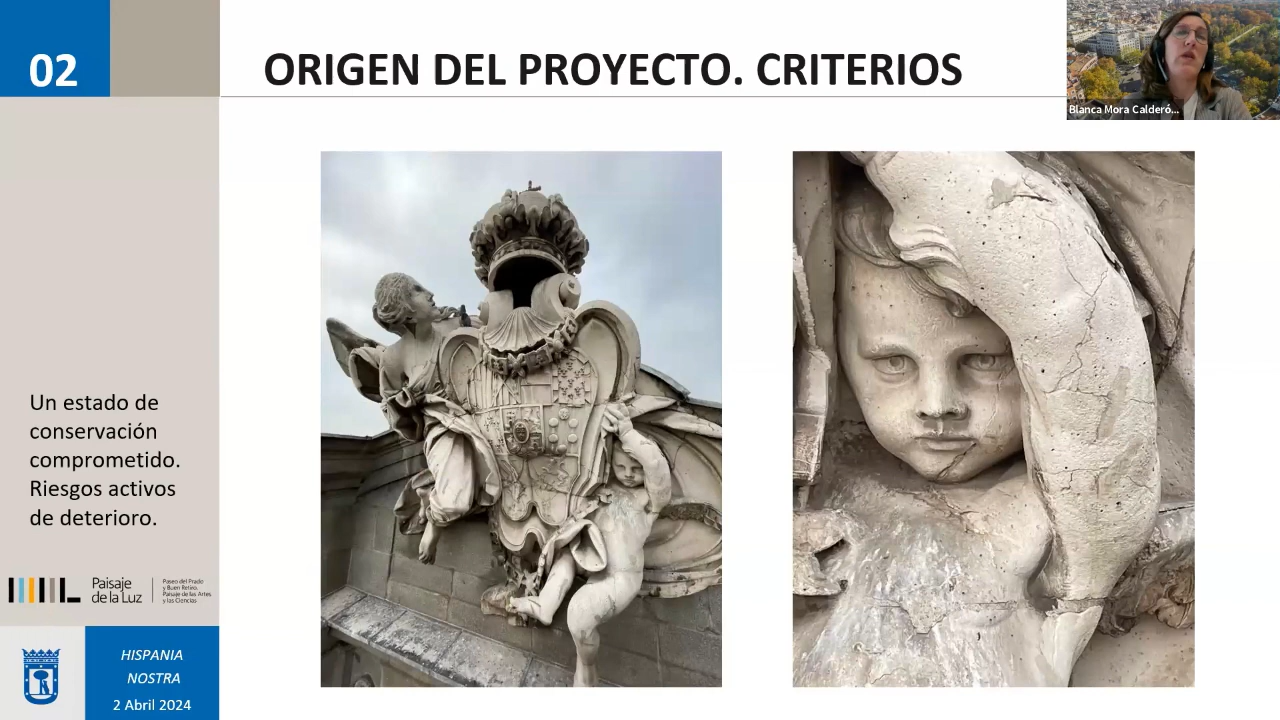 02
ORIGEN DEL PROYECTO. CRITERIOS
Blanca Mora Calderó...
Un estado de
conservación
comprometido.
Riesgos activos
de deterioro.
Paisaje
de la Luz
Paseo del Prado
y Buen Retiro.
Paisaje de las Artes
y las Ciencias
HISPANIA
NOSTRA
2 Abril 2024